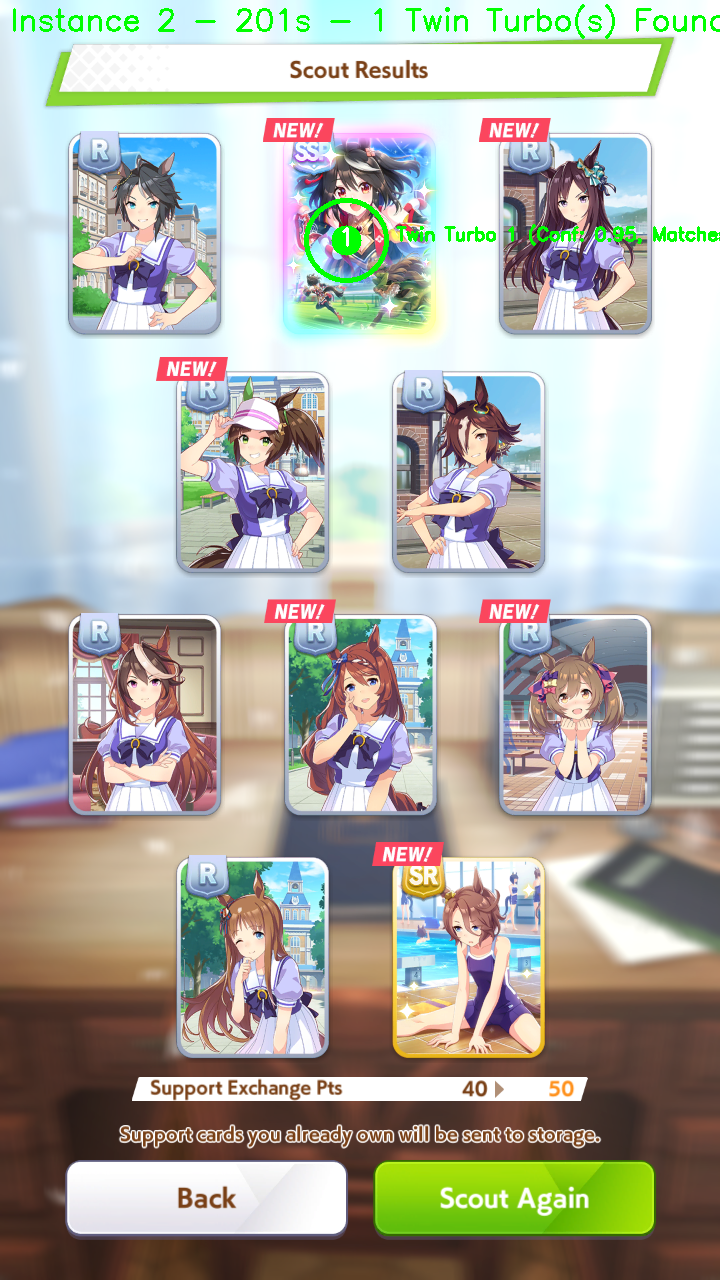 Instance 2 - 201s - 1 Twin Turbo(s) Found
Scout Results
NEW! NEW!
R SSR R
1 Twin Turbo 1 (Conf: 0.95, Matches
NEW!
R R
NEW! NEW!
R R R
NEW!
R SR
Support Exchange Pts 40 50
Support cards you already own will be sent to storage.
Back Scout Again